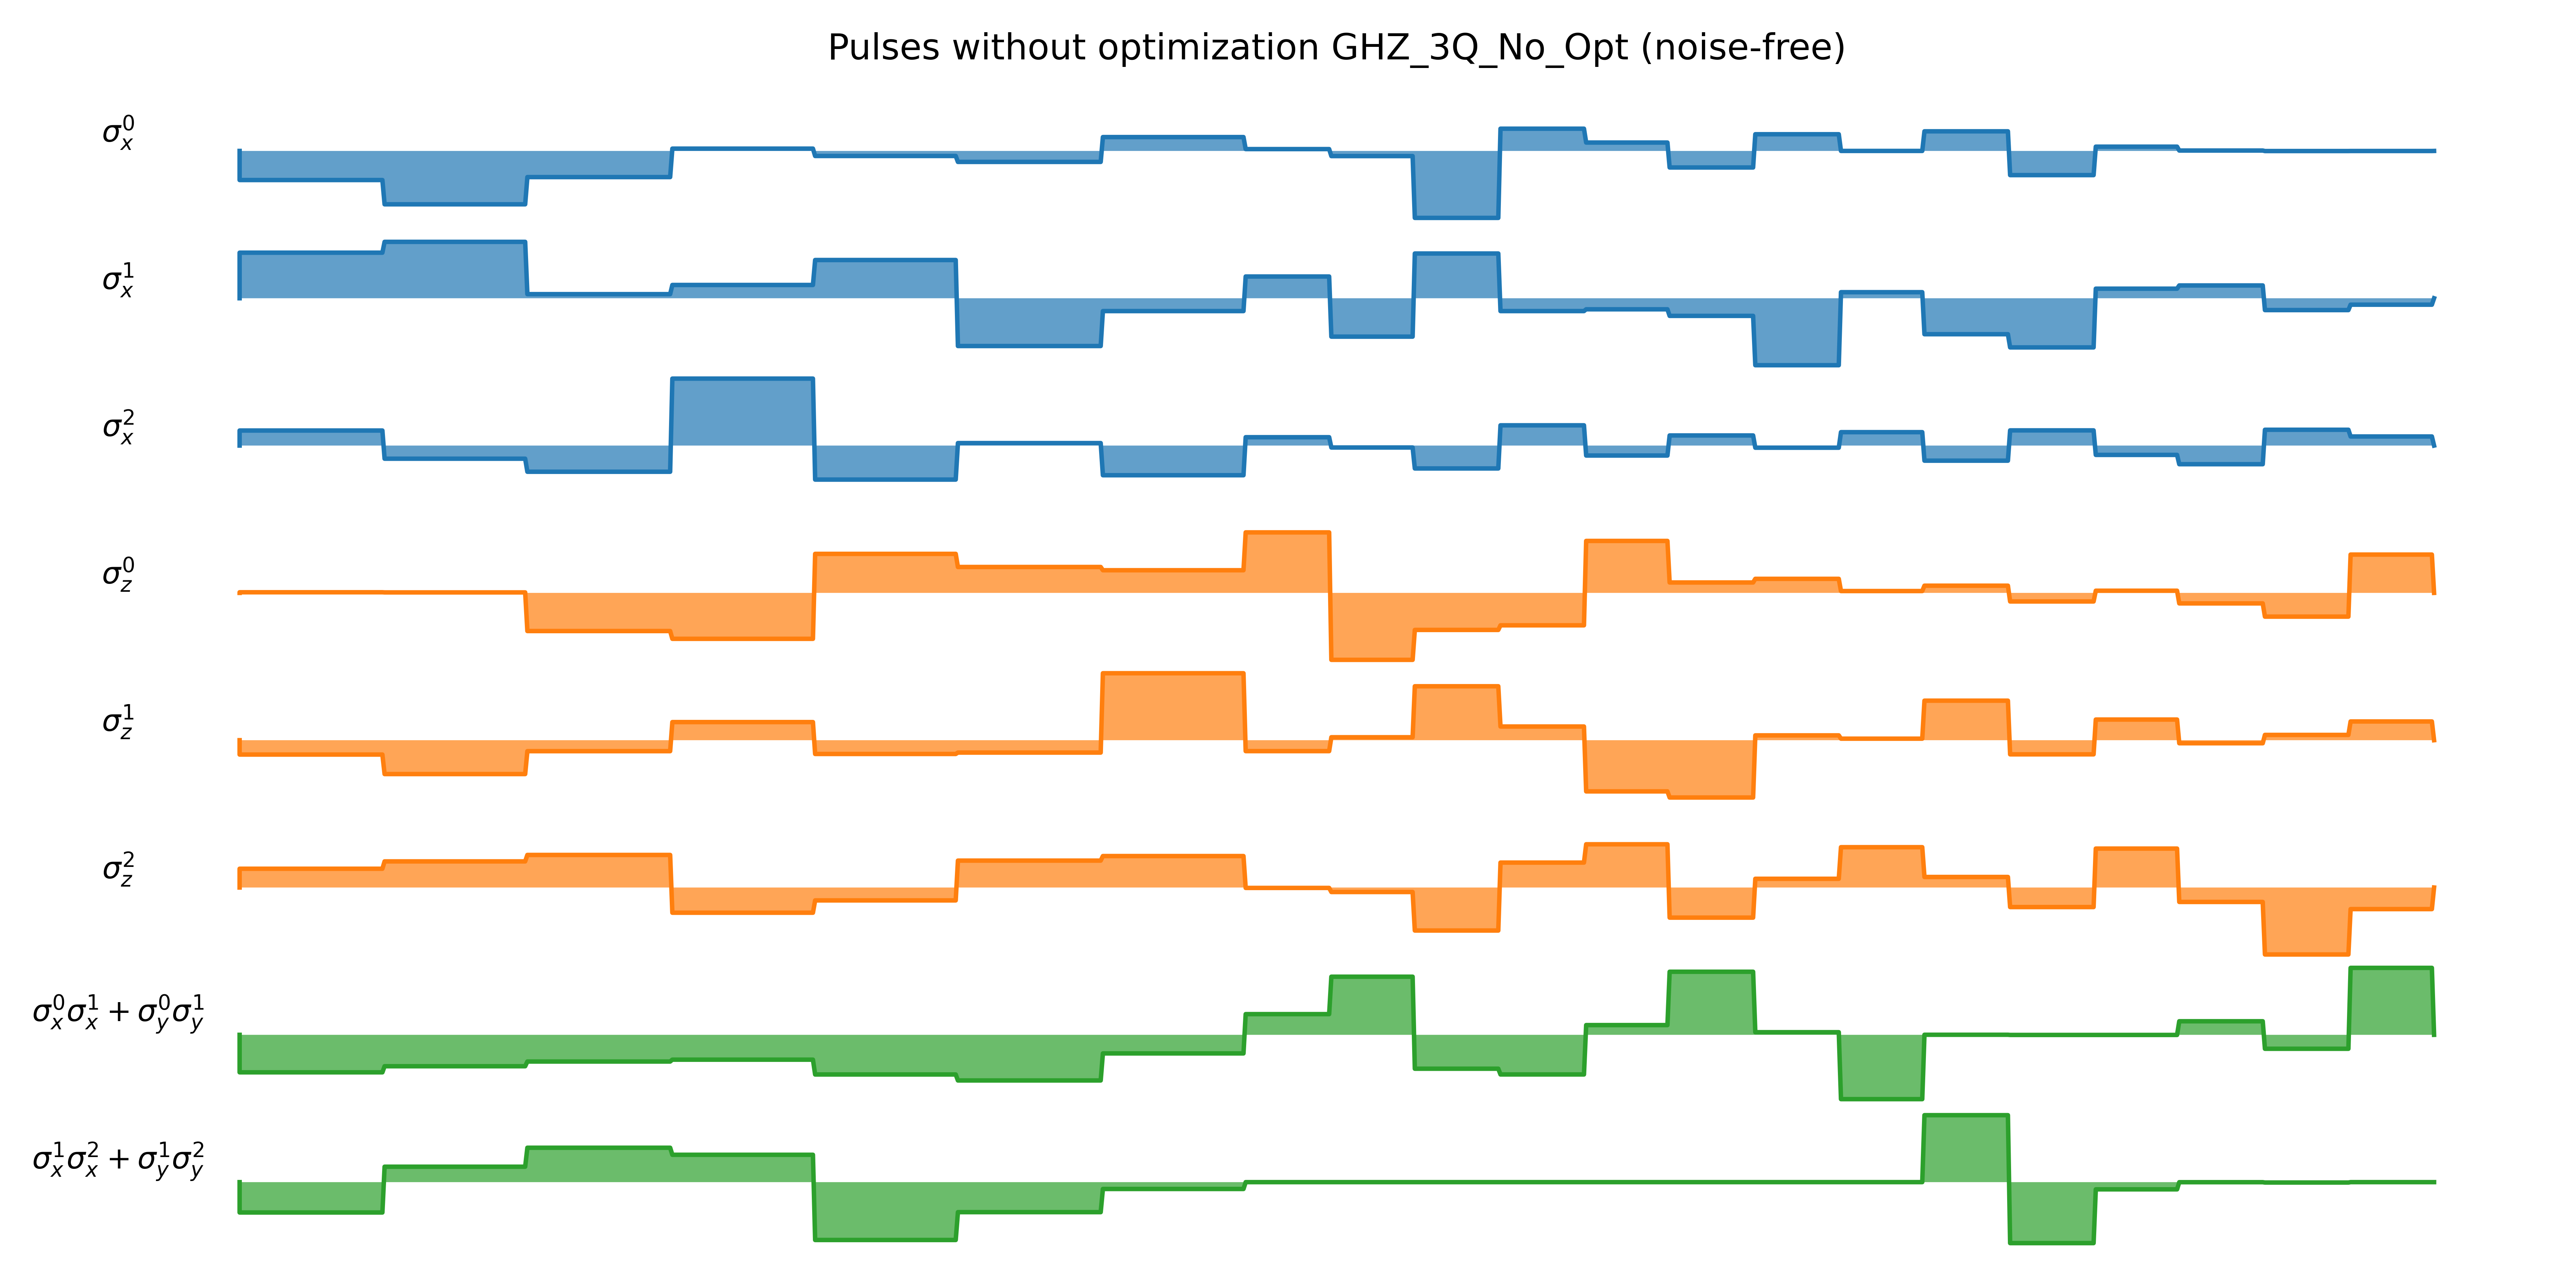 Pulses without optimization GHZ_3Q_No_Opt (noise-free)
σ_x^0
σ_x^1
σ_x^2
σ_z^0
σ_z^1
σ_z^2
σ_x^0σ_x^1 + σ_y^0σ_y^1
σ_x^1σ_x^2 + σ_y^1σ_y^2